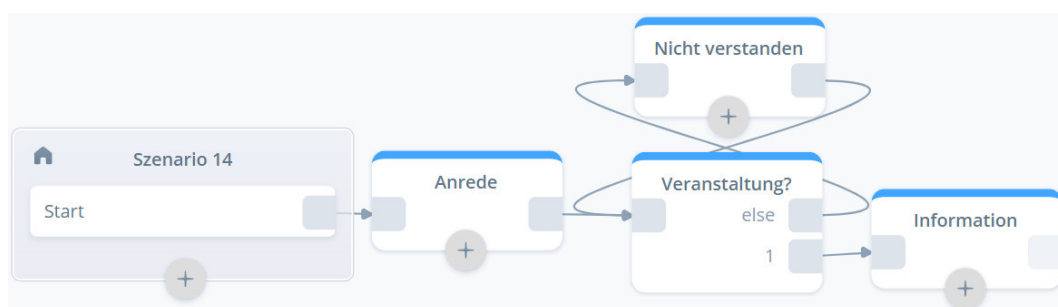 Nicht verstanden
Szenario 14
Start
Anrede
Veranstaltung?
else
1
Information